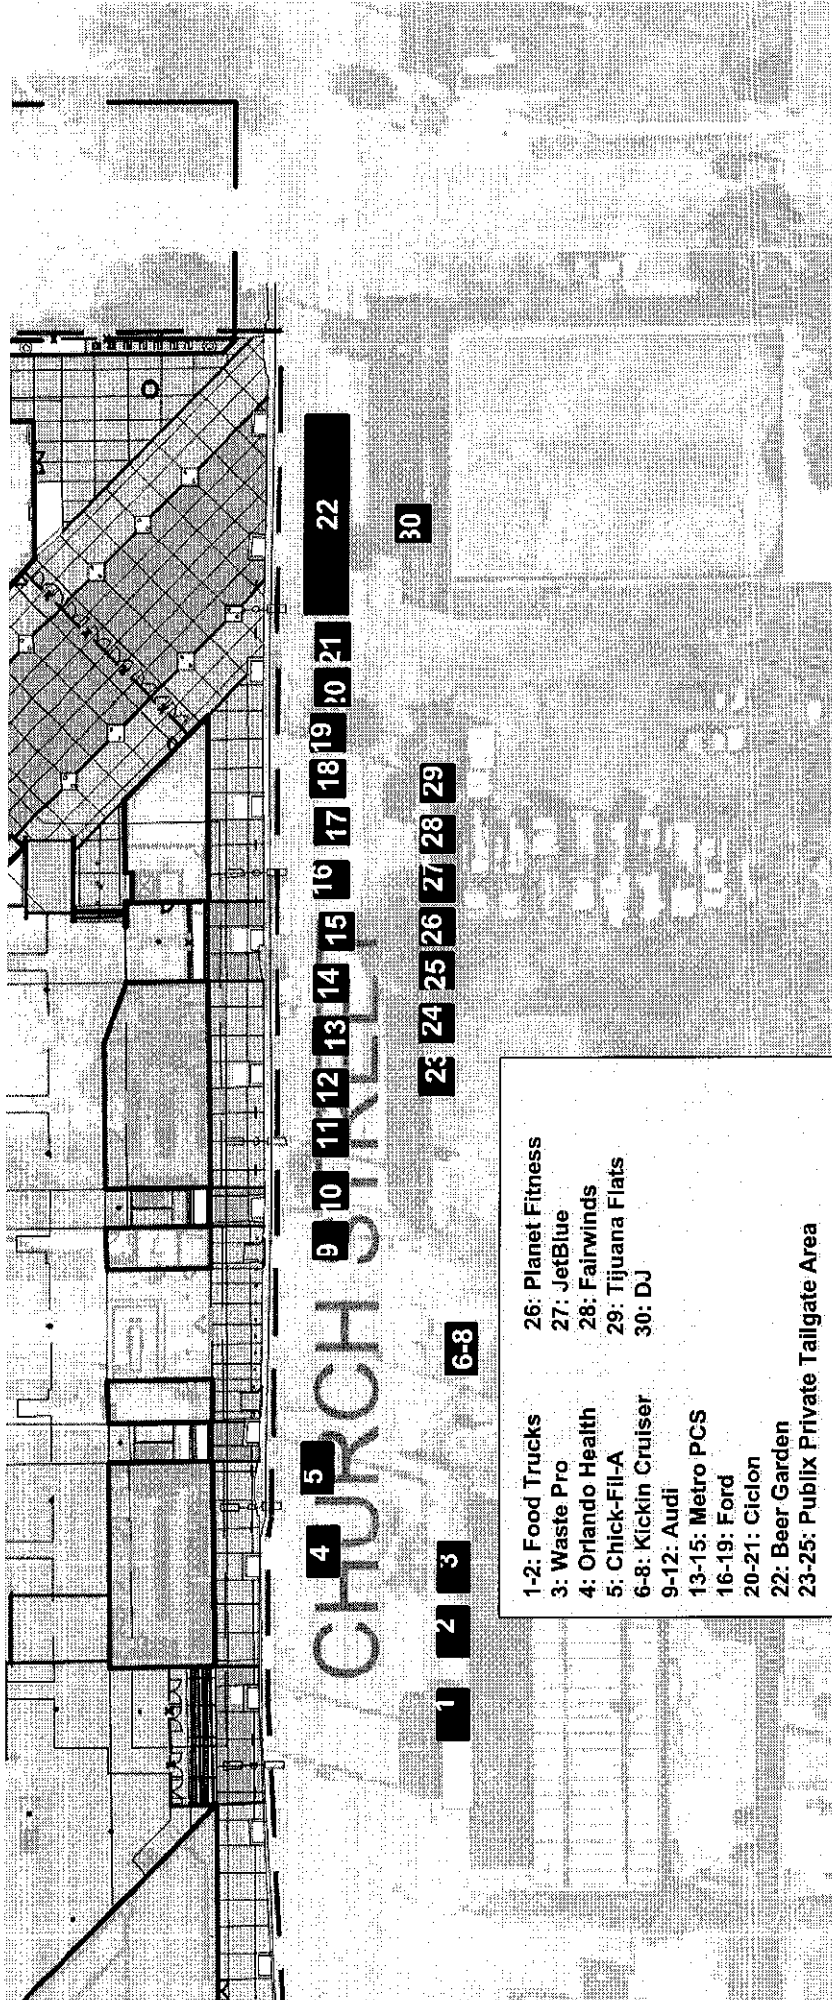 CHURCH STREET
1
2
3
4
5
6-8
9
10
11
12
13
14
15
16
17
18
19
20
21
22
23
24
25
26
27
28
29
30
1-2: Food Trucks
3: Waste Pro
4: Orlando Health
5: Chick-Fil-A
6-8: Kickin Cruiser
9-12: Audi
13-15: Metro PCS
16-19: Ford
20-21: Ciclon
22: Beer Garden
23-25: Publix Private Tailgate Area
26: Planet Fitness
27: JetBlue
28: Fairwinds
29: Tijuana Flats
30: DJ